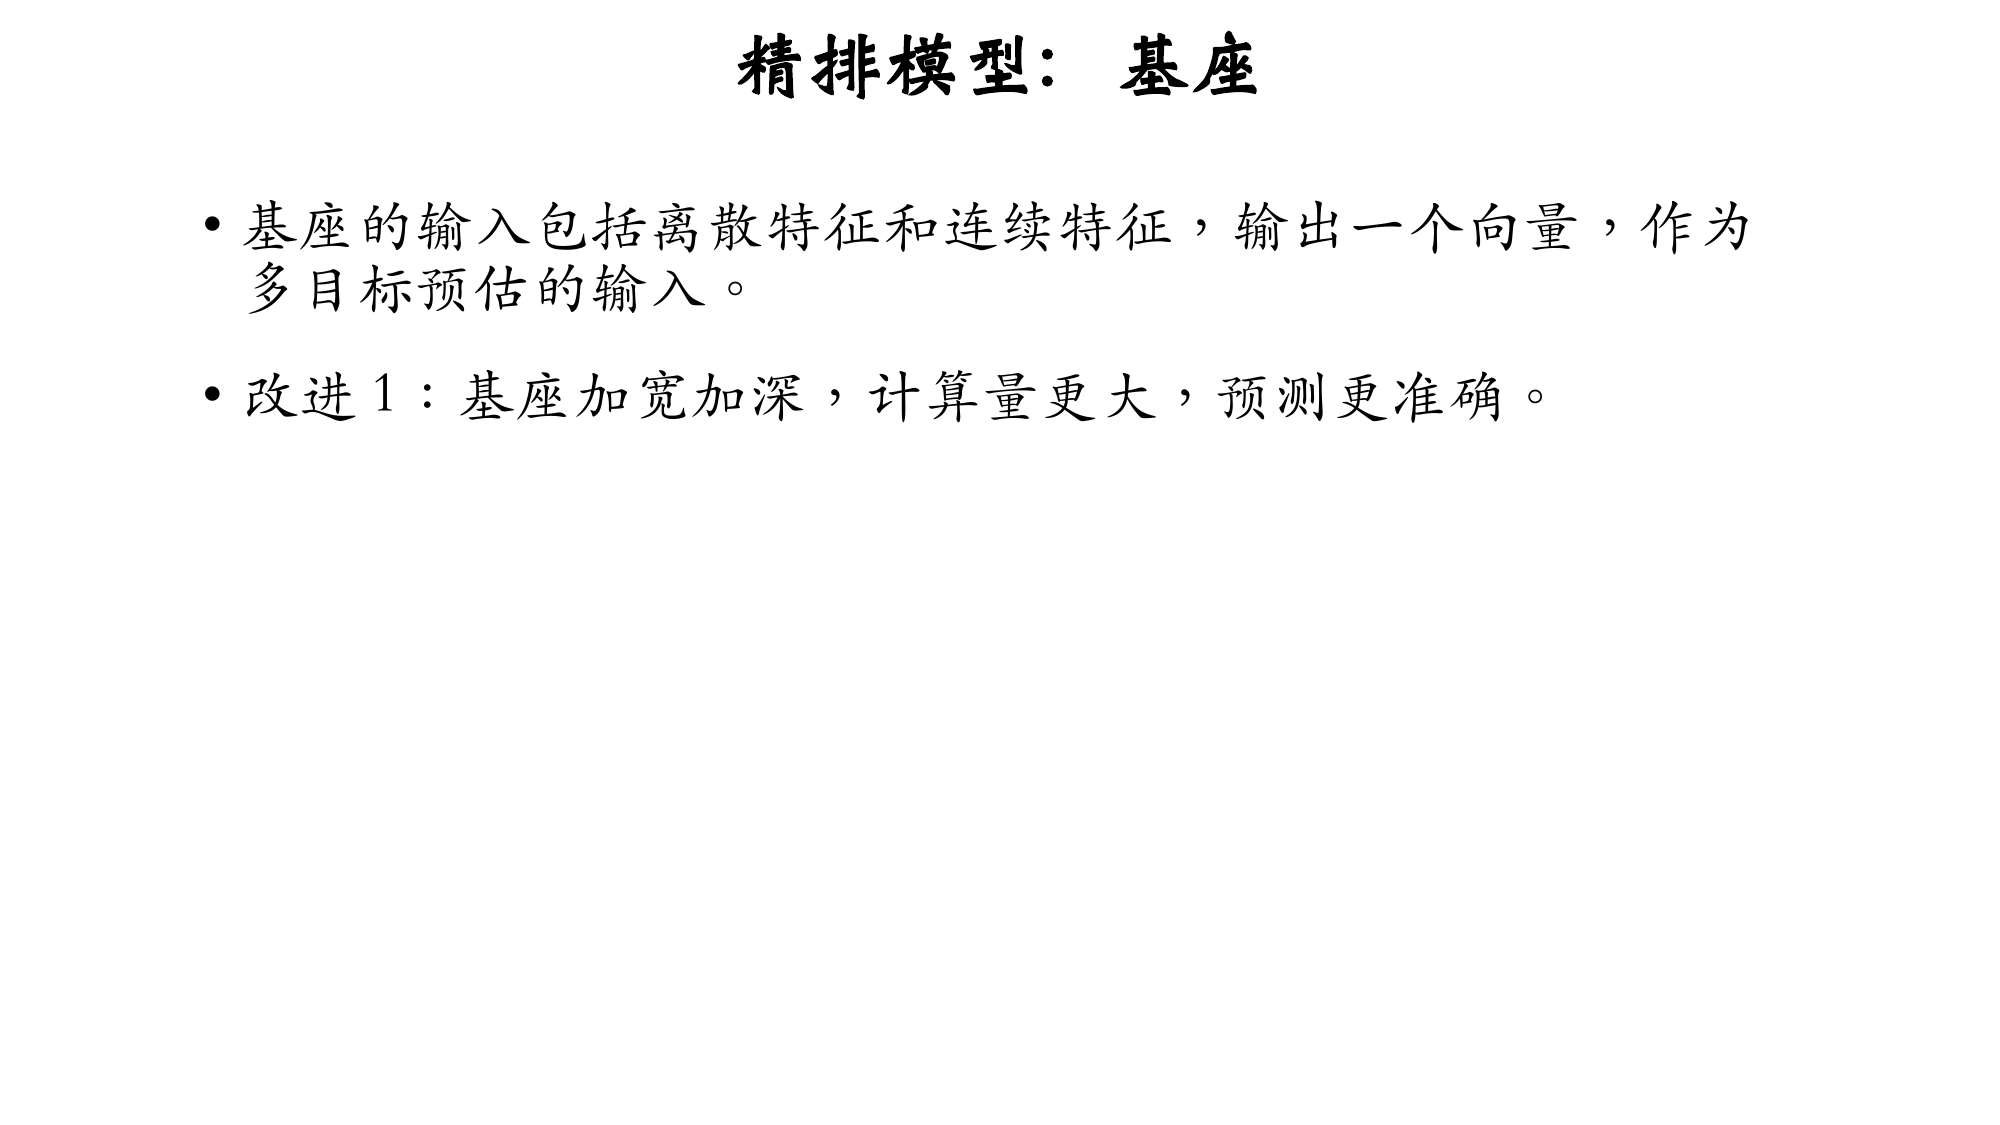 精排模型： 基座
• 基座的输入包括离散特征和连续特征，输出一个向量，作为
多目标预估的输入。
• 改进1：基座加宽加深，计算量更大，预测更准确。